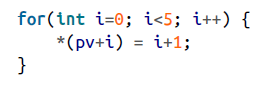 for(int i=0; i<5; i++) {
    *(pv+i) = i+1;
}